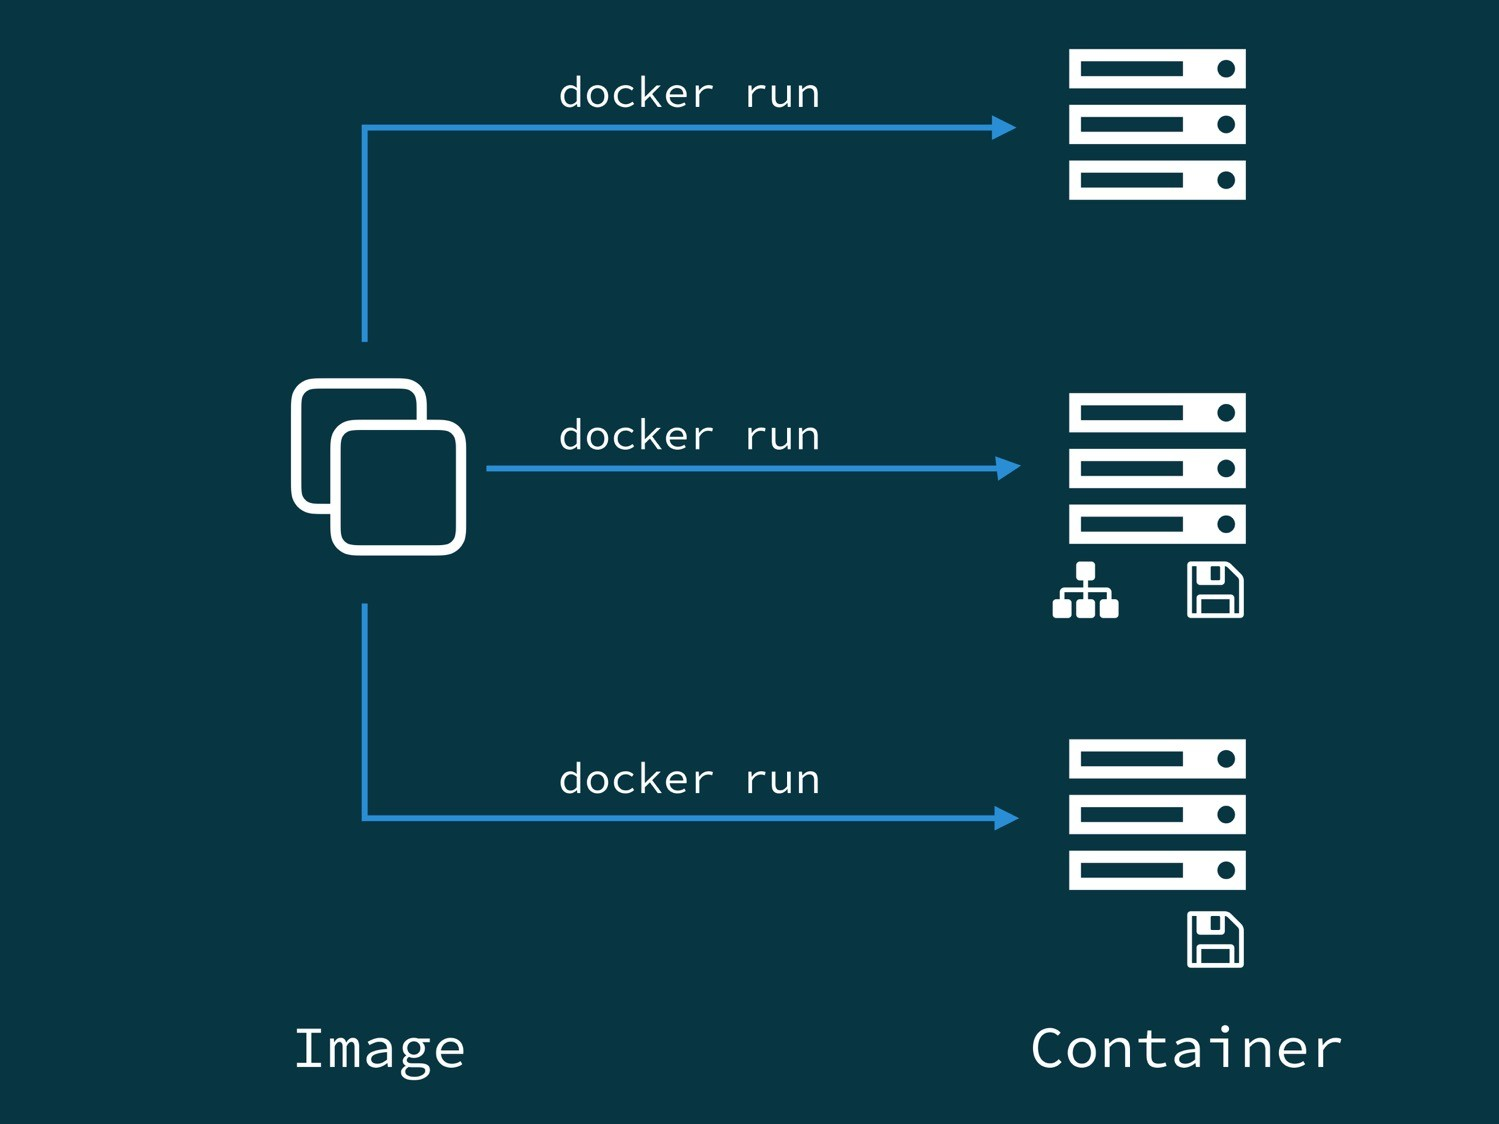 docker run
docker run
docker run
Image
Container